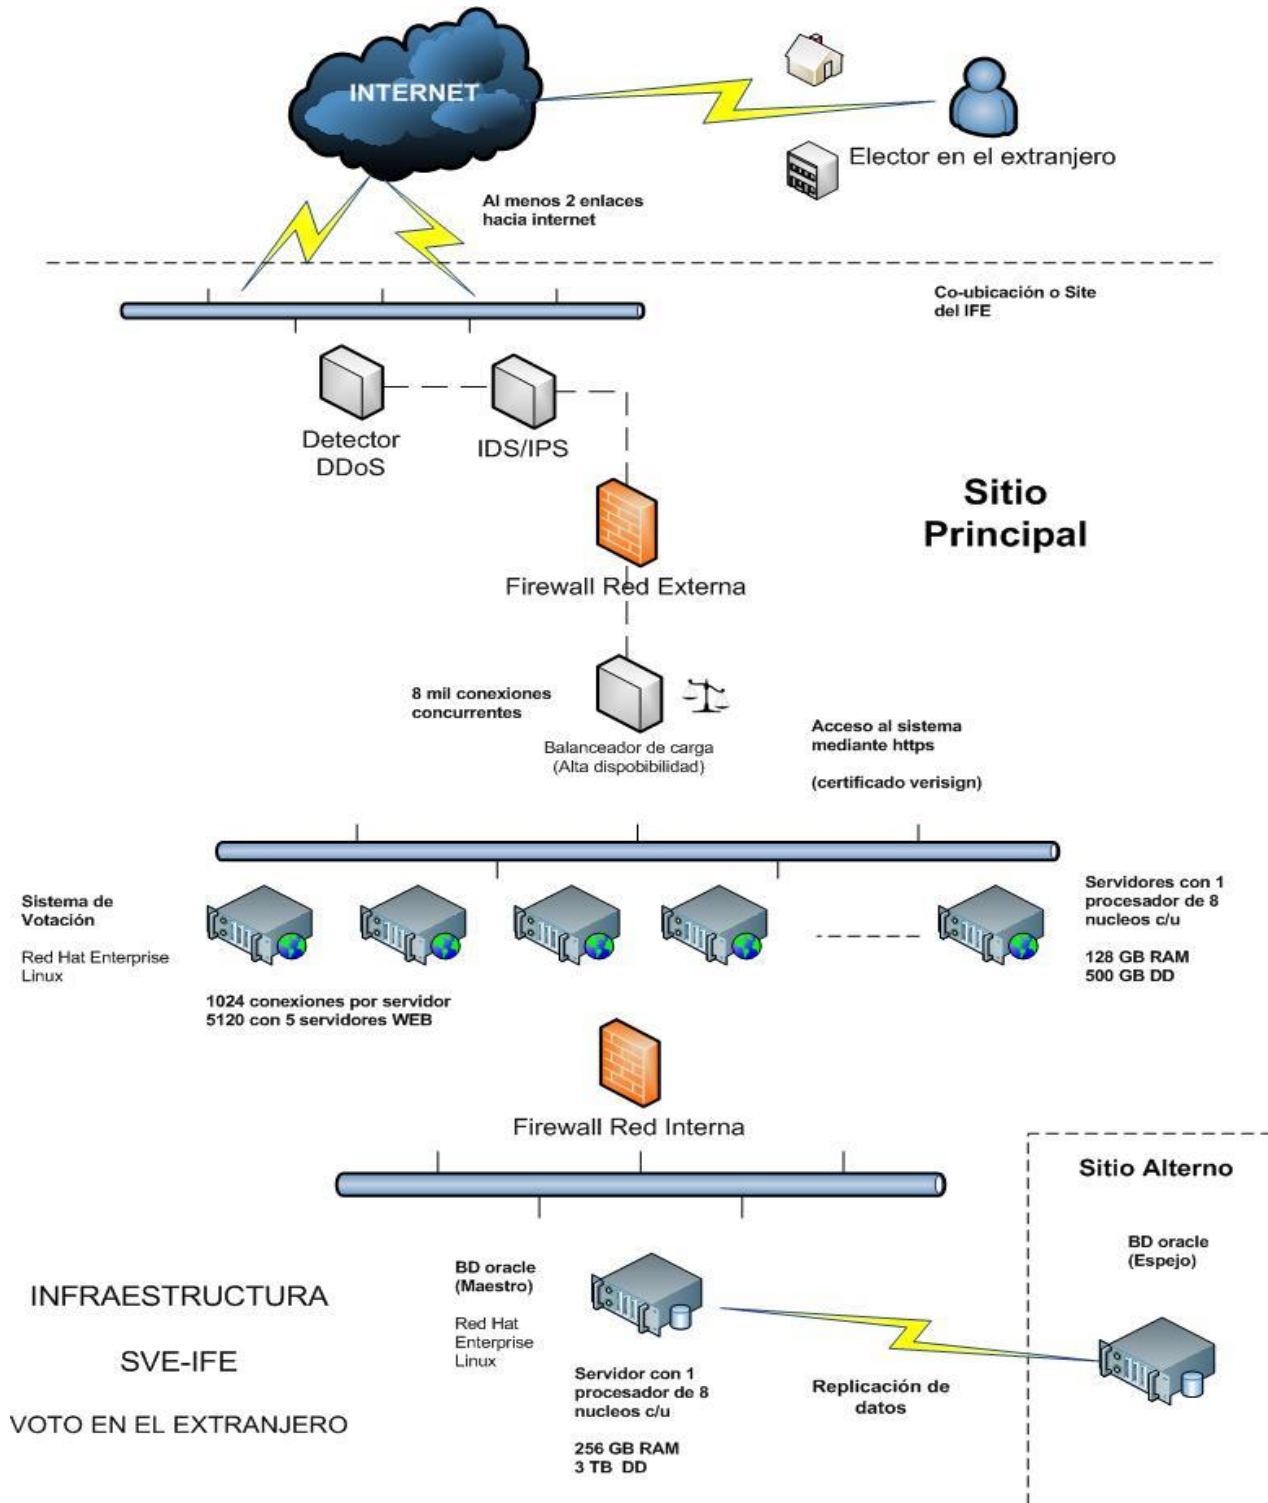 INTERNET
Elector en el extranjero
Al menos 2 enlaces
hacia internet
Co-ubicación o Site
del IFE
Detector
DDoS
IDS/IPS
Sitio
Principal
Firewall Red Externa
8 mil conexiones
concurrentes
Balanceador de carga
(Alta dispobibilidad)
Acceso al sistema
mediante https
(certificado verisign)
Sistema de
Votación
Red Hat Enterprise
Linux
Servidores con 1
procesador de 8
nucleos c/u
128 GB RAM
500 GB DD
1024 conexiones por servidor
5120 con 5 servidores WEB
Firewall Red Interna
Sitio Alterno
BD oracle
(Espejo)
BD oracle
(Maestro)
Red Hat
Enterprise
Linux
Servidor con 1
procesador de 8
nucleos c/u
256 GB RAM
3 TB DD
Replicación de
datos
INFRAESTRUCTURA
SVE-IFE
VOTO EN EL EXTRANJERO